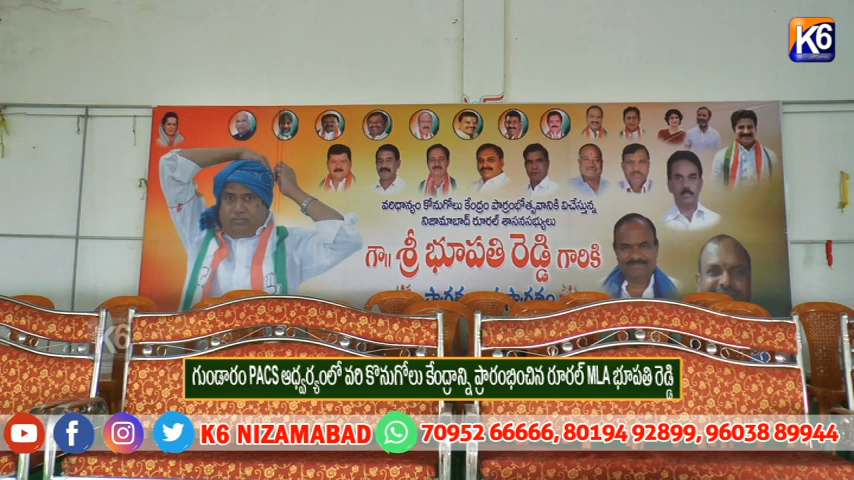 K6
వరిధాన్యం కోనుగోలు కేంద్రం ప్రారంభోత్సవానికి విచేస్తున్న
నిజామాబాద్ రూరల్ శాసనసభ్యులు
గౌ॥ శ్రీ భూపతి రెడ్డి గారికి
K6
గుండారం PACS ఆధ్వర్యంలో వరి కొనుగోలు కేంద్రాన్ని ప్రారంభించిన రూరల్ MLA భూపతి రెడ్డి
K6 NIZAMABAD 70952 66666, 80194 92899, 96038 89944